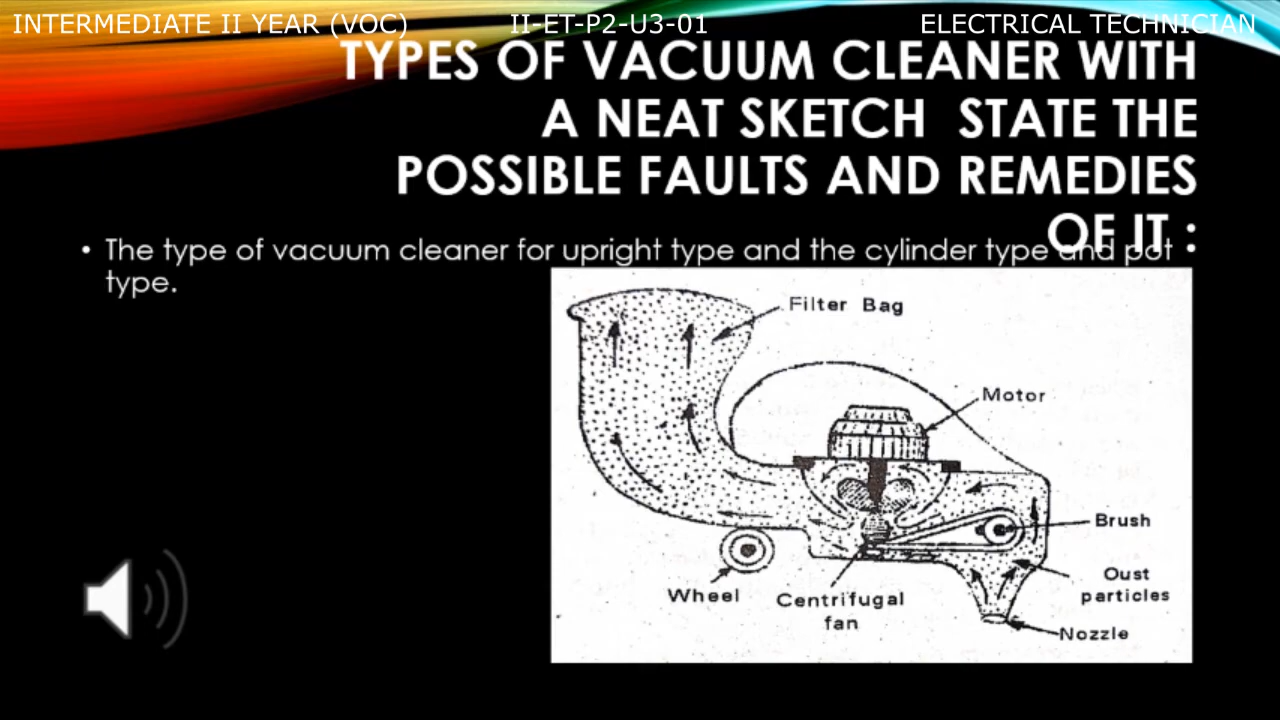 INTERMEDIATE II YEAR (VOC) II-ET-P2-U3-01 ELECTRICAL TECHNICIAN
TYPES OF VACUUM CLEANER WITH
A NEAT SKETCH STATE THE
POSSIBLE FAULTS AND REMEDIES
OF IT :
• The type of vacuum cleaner for upright type and the cylinder type and pot
type.
Filter Bag
Motor
Brush
Oust
particles
Wheel
Centrifugal
fan
Nozzle